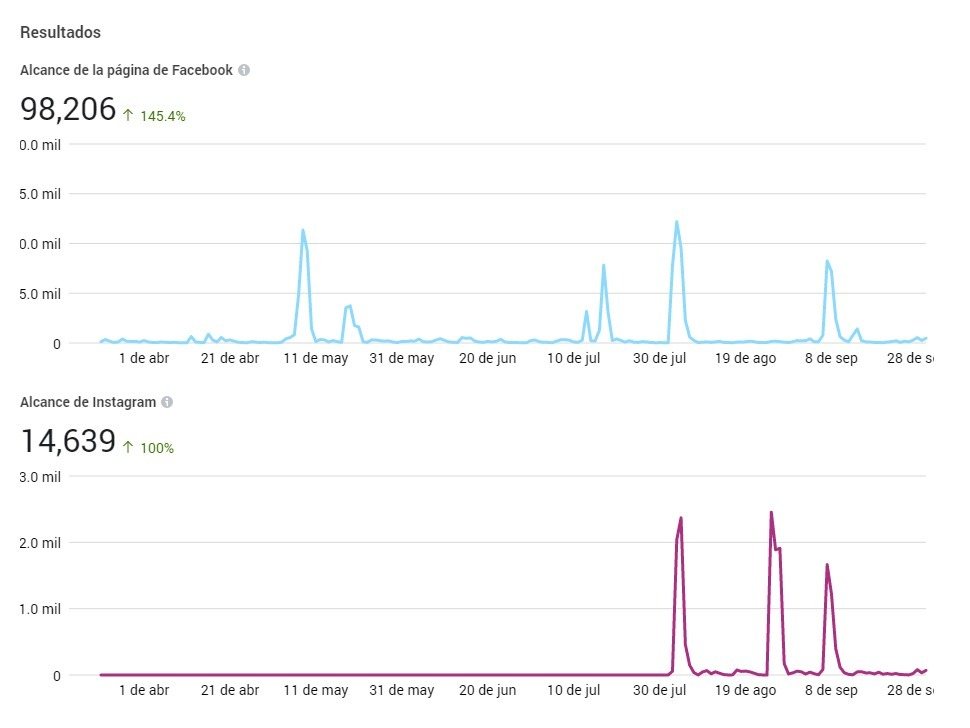 Resultados
Alcance de la página de Facebook
98,206 ↑ 145.4%
0.0 mil
5.0 mil
0.0 mil
5.0 mil
0
1 de abr 21 de abr 11 de may 31 de may 20 de jun 10 de jul 30 de jul 19 de ago 8 de sep 28 de s
Alcance de Instagram
14,639 ↑ 100%
3.0 mil
2.0 mil
1.0 mil
0
1 de abr 21 de abr 11 de may 31 de may 20 de jun 10 de jul 30 de jul 19 de ago 8 de sep 28 de s